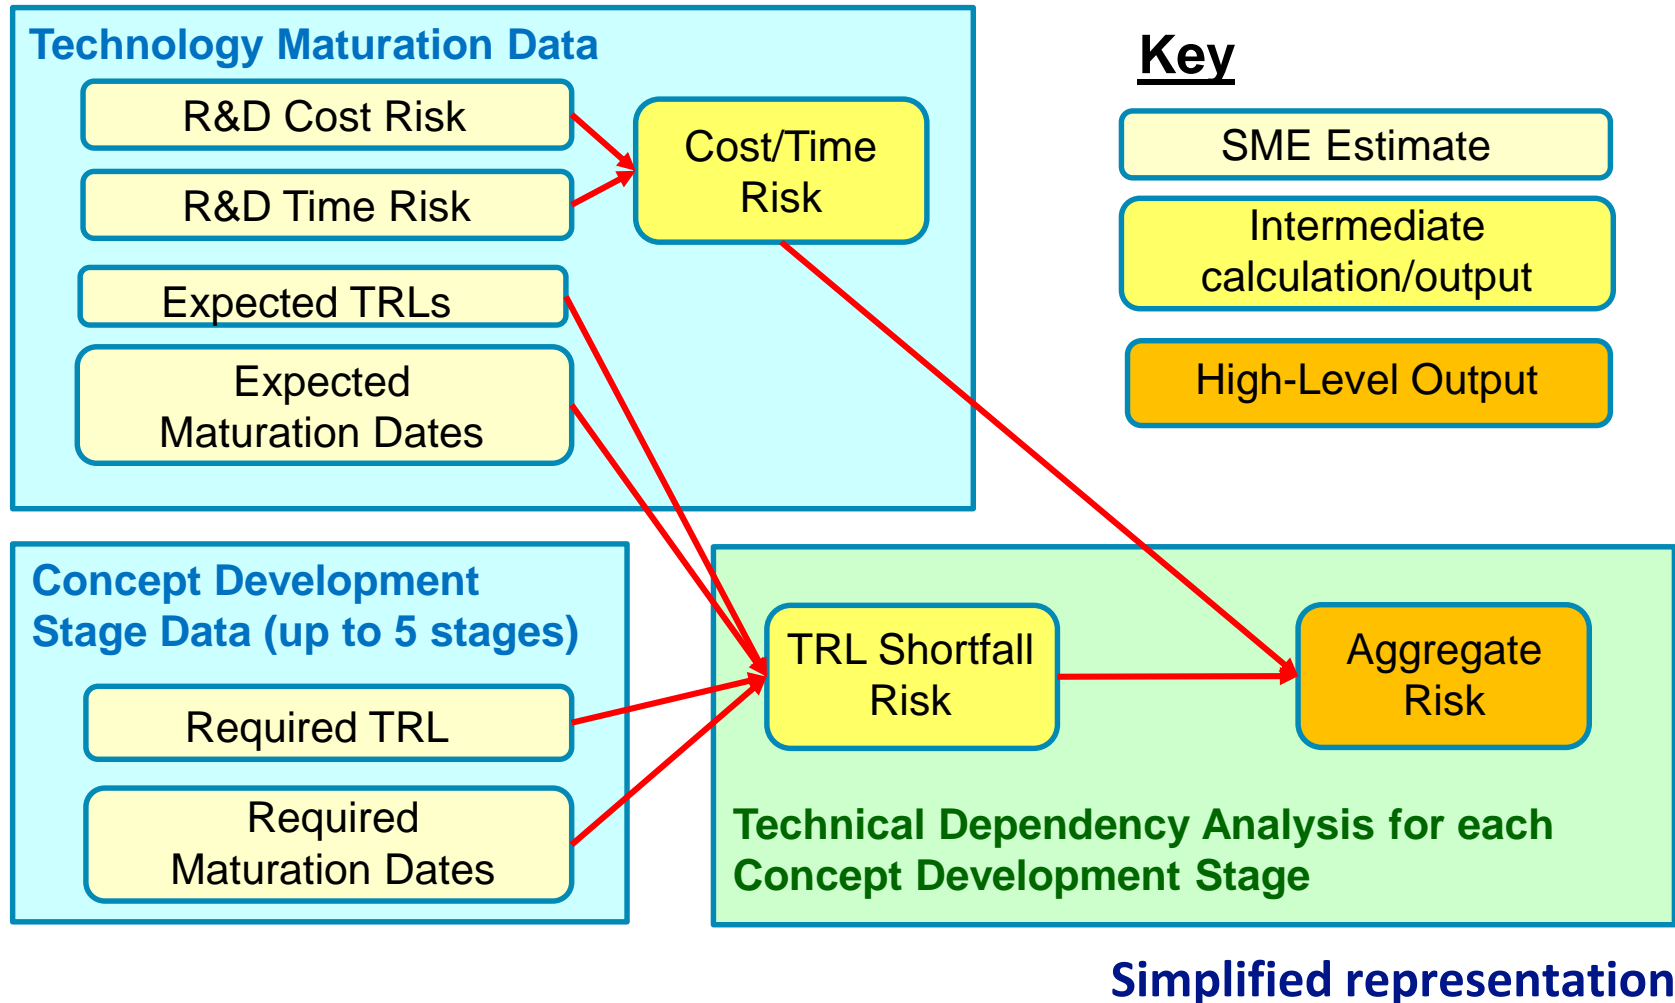 Technology Maturation Data
R&D Cost Risk
R&D Time Risk
Expected TRLs
Expected
Maturation Dates
Cost/Time
Risk
Key
SME Estimate
Intermediate
calculation/output
High-Level Output
Concept Development
Stage Data (up to 5 stages)
Required TRL
Required
Maturation Dates
TRL Shortfall
Risk
Aggregate
Risk
Technical Dependency Analysis for each
Concept Development Stage
Simplified representation